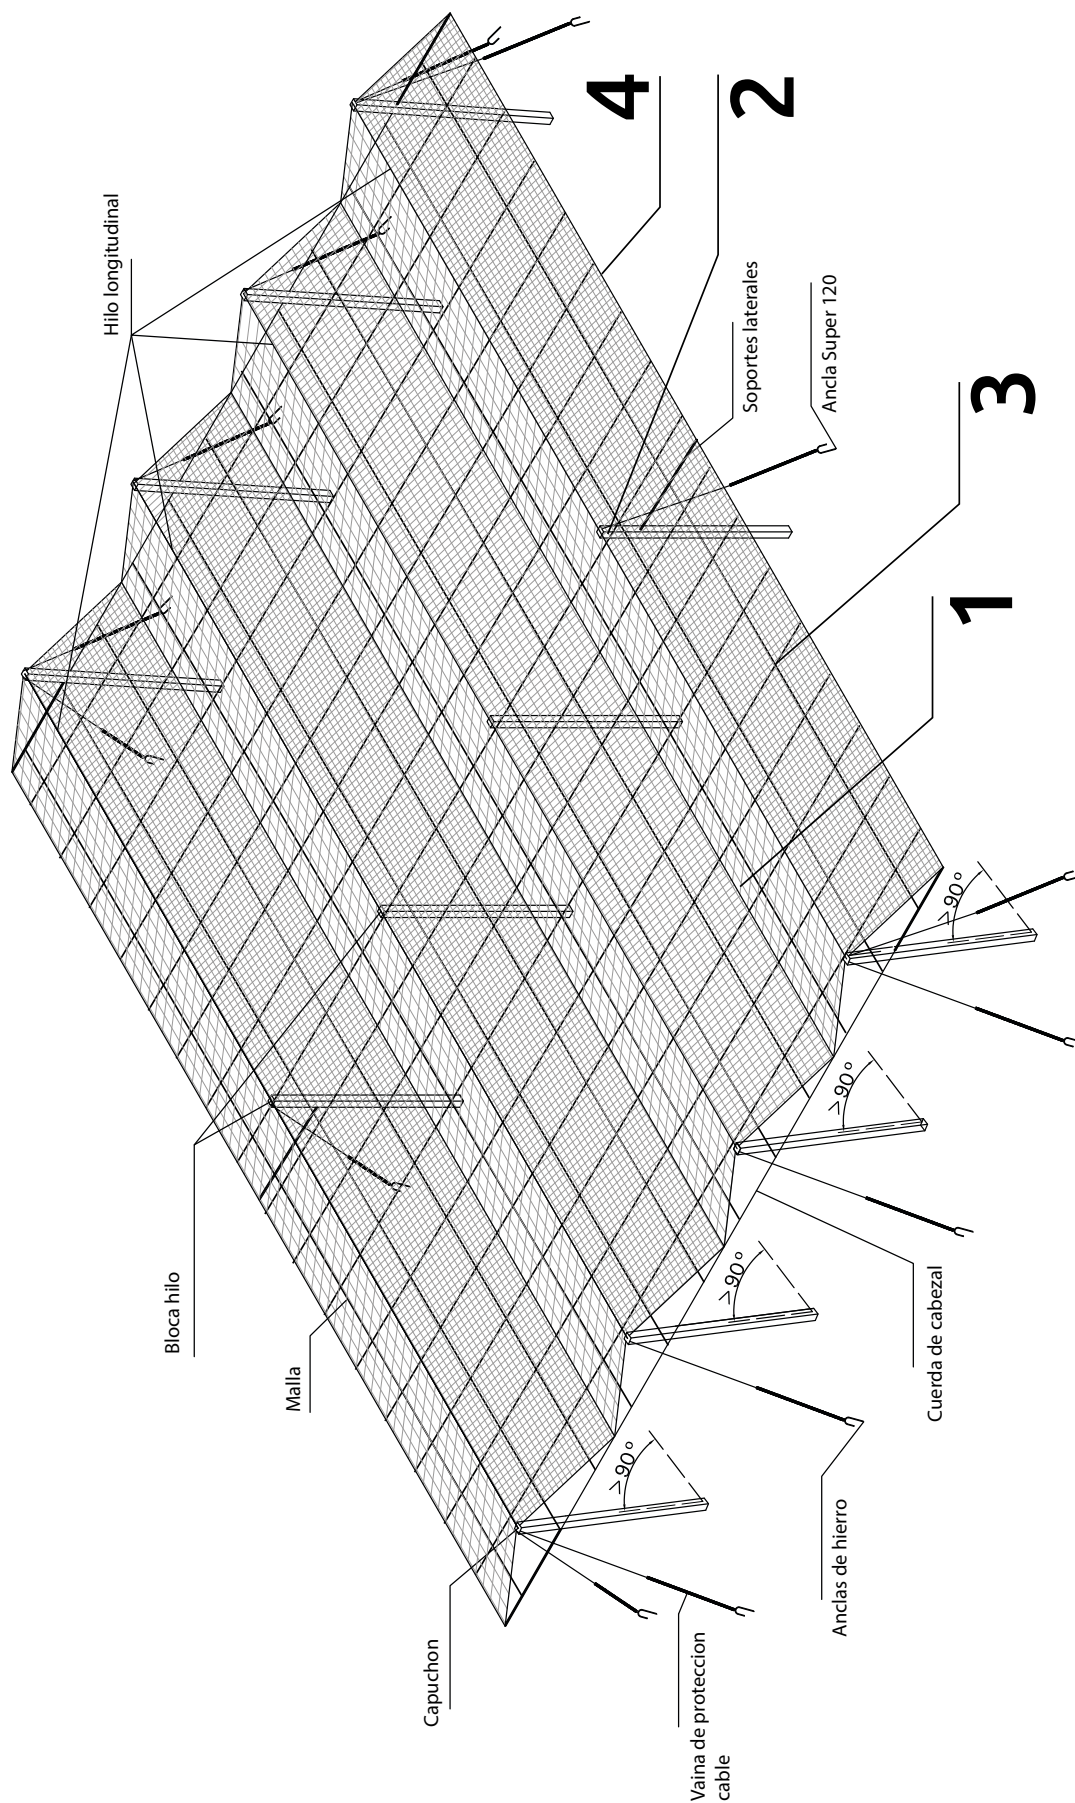 Hilo longitudinal
4
2
Soportes laterales
Ancla Super 120
3
1
Bloca hilo
Malla
Capuchon
Vaina de proteccion
cable
Anclas de hierro
Cuerda de cabezal
>90°
>90°
>90°
>90°